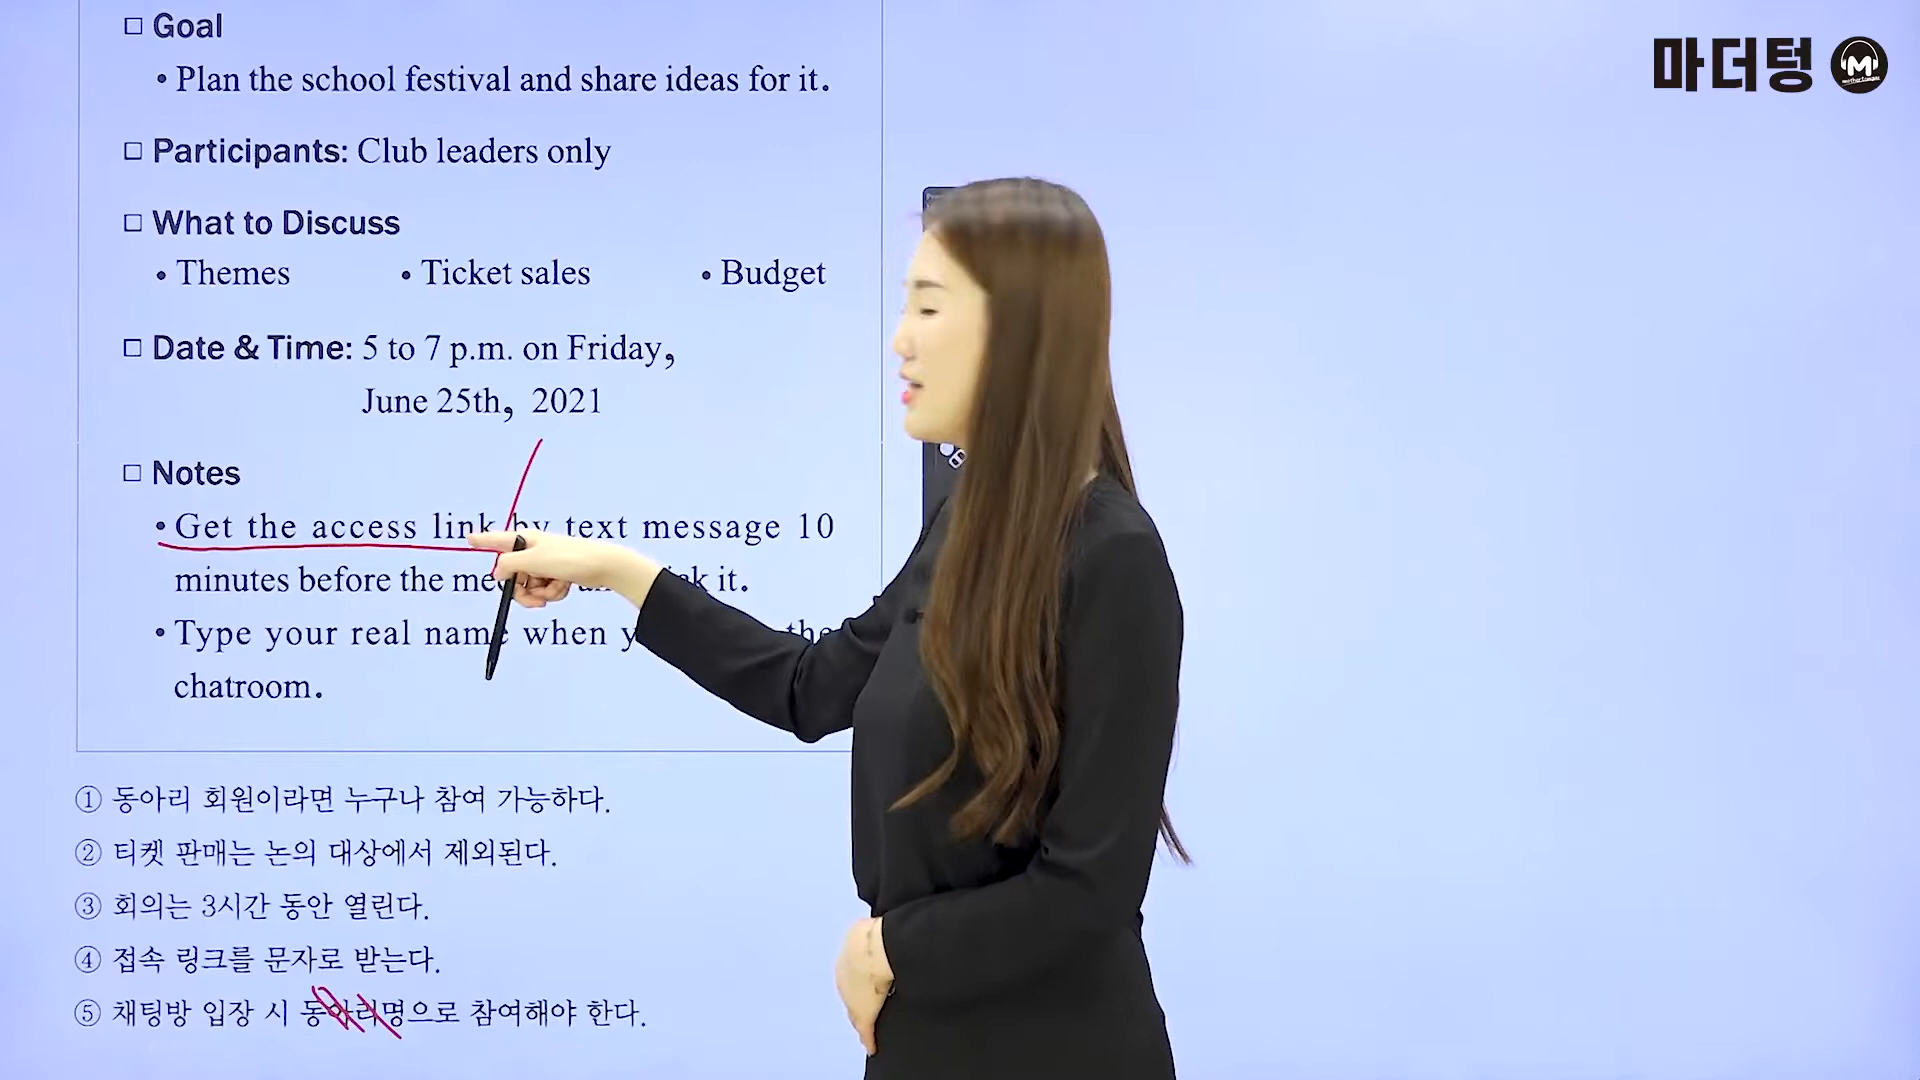 □ Goal
• Plan the school festival and share ideas for it.
□ Participants: Club leaders only
□ What to Discuss
• Themes • Ticket sales • Budget
□ Date & Time: 5 to 7 p.m. on Friday,
June 25th, 2021
□ Notes
• Get the access link by text message 10
minutes before the it.
• Type your real name when the
chatroom.
① 동아리 회원이라면 누구나 참여 가능하다.
② 티켓 판매는 논의 대상에서 제외된다.
③ 회의는 3시간 동안 열린다.
④ 접속 링크를 문자로 받는다.
⑤ 채팅방 입장 시 동아리명으로 참여해야 한다.
마더텅
M